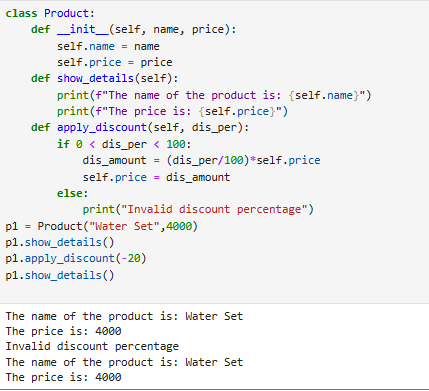 class Product:
    def __init__(self, name, price):
        self.name = name
        self.price = price
    def show_details(self):
        print(f"The name of the product is: {self.name}")
        print(f"The price is: {self.price}")
    def apply_discount(self, dis_per):
        if 0 < dis_per < 100:
            dis_amount = (dis_per/100)*self.price
            self.price = dis_amount
        else:
            print("Invalid discount percentage")
p1 = Product("Water Set",4000)
p1.show_details()
p1.apply_discount(-20)
p1.show_details()
The name of the product is: Water Set
The price is: 4000
Invalid discount percentage
The name of the product is: Water Set
The price is: 4000